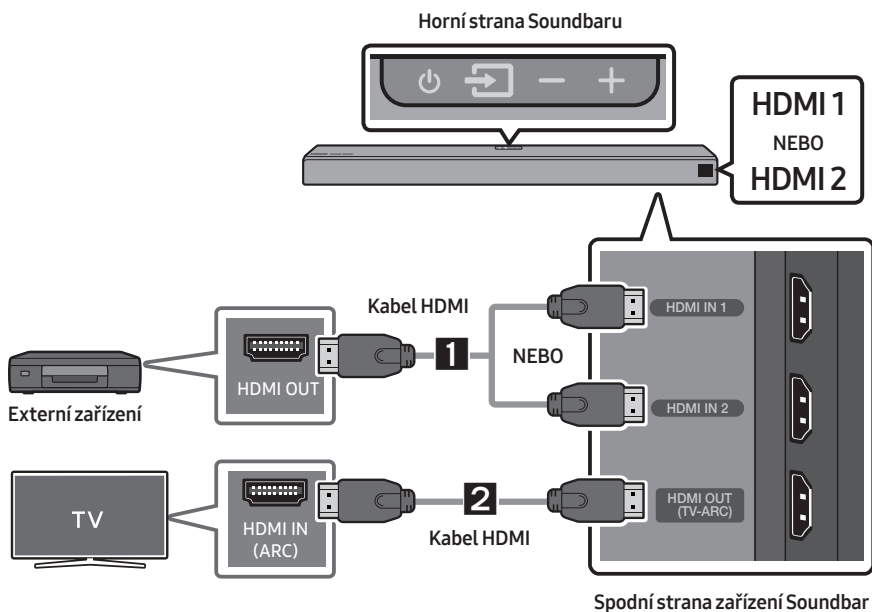 Horní strana Soundbaru
HDMI 1
NEBO
HDMI 2
Kabel HDMI
HDMI IN 1
1
NEBO
HDMI OUT
HDMI IN 2
Externí zařízení
TV
HDMI IN
(ARC)
2
Kabel HDMI
HDMI OUT
(TV-ARC)
Spodní strana zařízení Soundbar